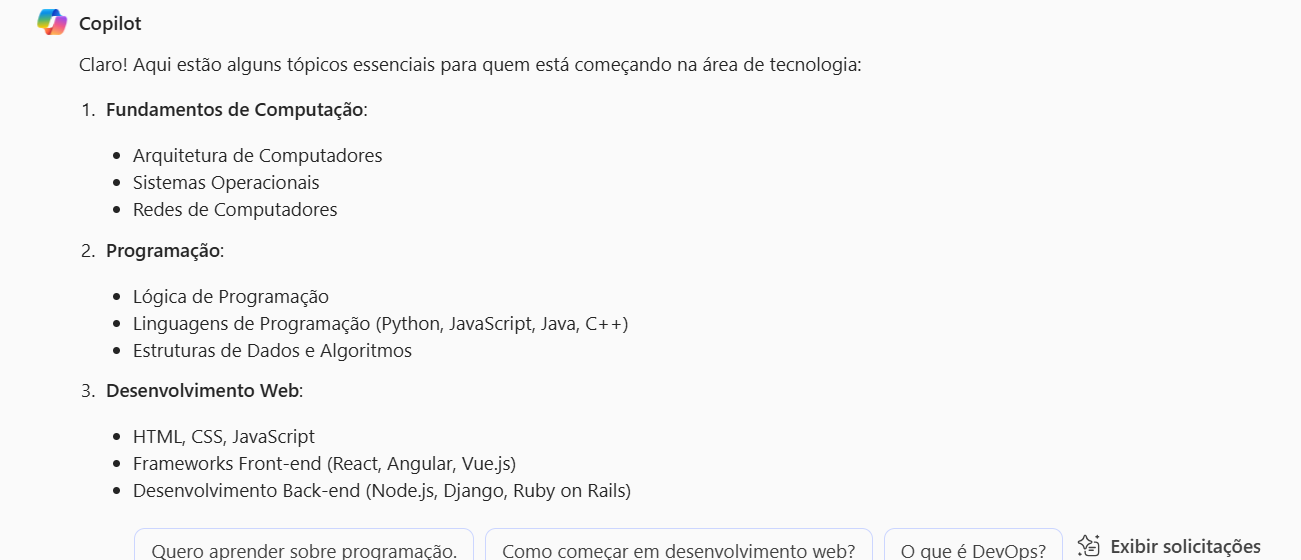 Copilot
Claro! Aqui estão alguns tópicos essenciais para quem está começando na área de tecnologia:
1. Fundamentos de Computação:
• Arquitetura de Computadores
• Sistemas Operacionais
• Redes de Computadores
2. Programação:
• Lógica de Programação
• Linguagens de Programação (Python, JavaScript, Java, C++)
• Estruturas de Dados e Algoritmos
3. Desenvolvimento Web:
• HTML, CSS, JavaScript
• Frameworks Front-end (React, Angular, Vue.js)
• Desenvolvimento Back-end (Node.js, Django, Ruby on Rails)
Quero aprender sobre programação. Como começar em desenvolvimento web? O que é DevOps? Exibir solicitações